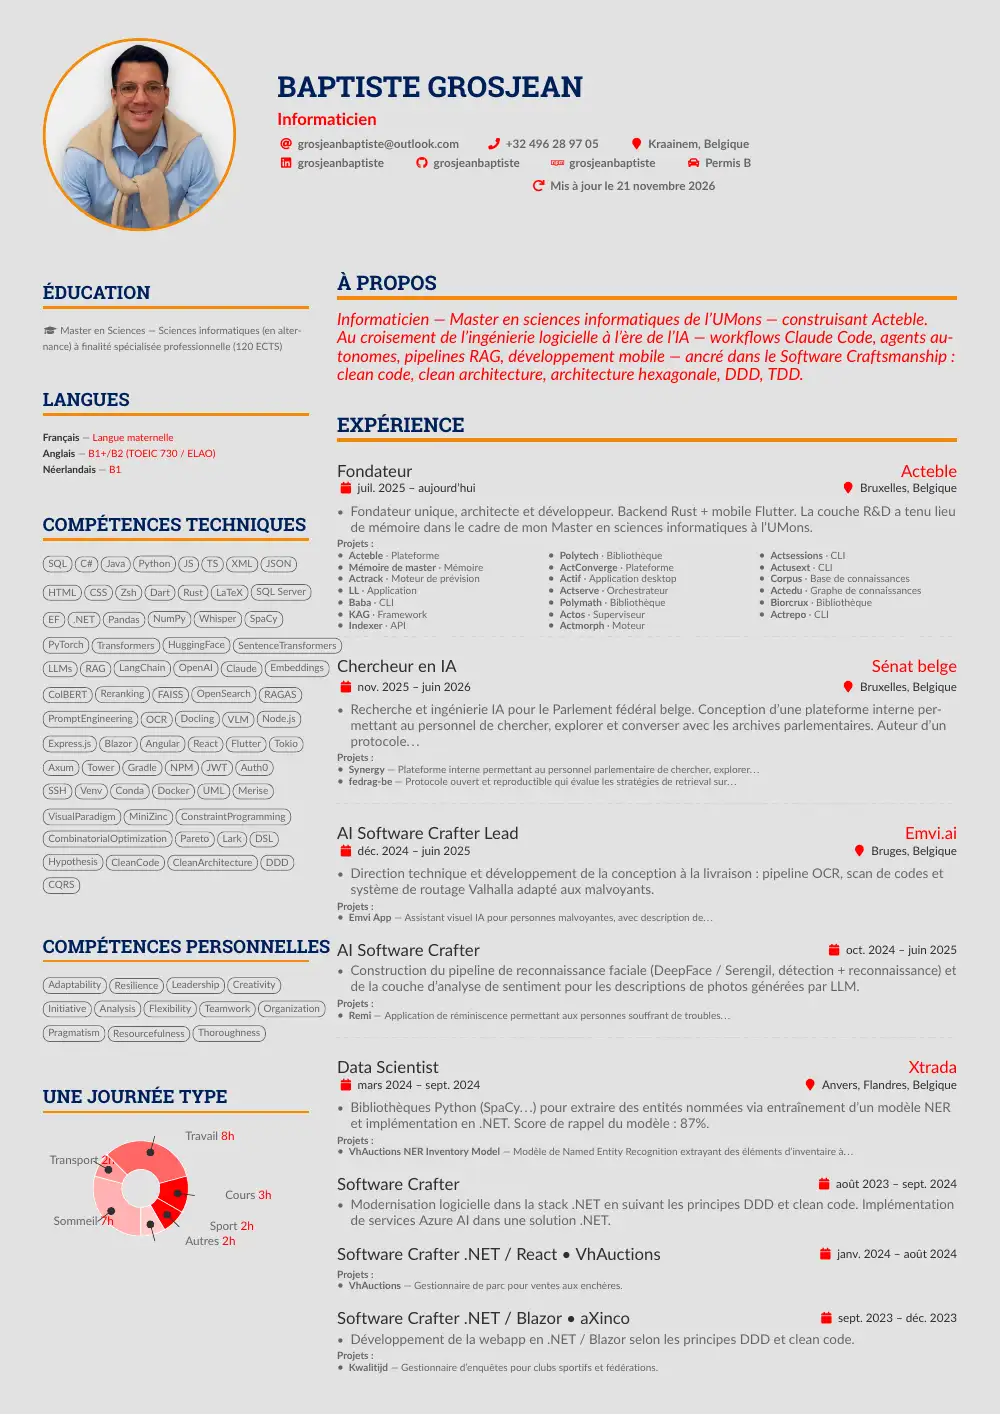 BAPTISTE GROSJEAN
Informaticien
grosjeanbaptiste@outlook.com +32 496 28 97 05 Kraainem, Belgique
grosjeanbaptiste grosjeanbaptiste grosjeanbaptiste Permis B
Mis à jour le 21 novembre 2026
ÉDUCATION
Master en Sciences — Sciences informatiques (en alter-
nance) à finalité spécialisée professionnelle (120 ECTS)
LANGUES
Français — Langue maternelle
Anglais — B1+/B2 (TOEIC 730 / ELAO)
Néerlandais — B1
COMPÉTENCES TECHNIQUES
SQL C# Java Python JS TS XML JSON
HTML CSS Zsh Dart Rust LaTeX SQL Server
EF .NET Pandas NumPy Whisper SpaCy
PyTorch Transformers HuggingFace SentenceTransformers
LLMs RAG LangChain OpenAI Claude Embeddings
ColBERT Reranking FAISS OpenSearch RAGAS
PromptEngineering OCR Docling VLM Node.js
Express.js Blazor Angular React Flutter Tokio
Axum Tower Gradle NPM JWT Auth0
SSH Venv Conda Docker UML Merise
VisualParadigm MiniZinc ConstraintProgramming
CombinatorialOptimization Pareto Lark DSL
Hypothesis CleanCode CleanArchitecture DDD
CQRS
COMPÉTENCES PERSONNELLES
Adaptability Resilience Leadership Creativity
Initiative Analysis Flexibility Teamwork Organization
Pragmatism Resourcefulness Thoroughness
UNE JOURNÉE TYPE
Travail 8h
Transport 2h
Cours 3h
Sommeil 7h
Sport 2h
Autres 2h
À PROPOS
Informaticien — Master en sciences informatiques de l'UMons — construisant Acteble.
Au croisement de l'ingénierie logicielle à l'ère de l'IA — workflows Claude Code, agents au-
tonomes, pipelines RAG, développement mobile — ancré dans le Software Craftsmanship :
clean code, clean architecture, architecture hexagonale, DDD, TDD.
EXPÉRIENCE
Fondateur Acteble
juil. 2025 – aujourd'hui Bruxelles, Belgique
• Fondateur unique, architecte et développeur. Backend Rust + mobile Flutter. La couche R&D a tenu lieu
de mémoire dans le cadre de mon Master en sciences informatiques à l'UMons.
Projets :
• Acteble · Plateforme • Polytech · Bibliothèque • Actsessions · CLI
• Mémoire de master · Mémoire • ActConverge · Plateforme • Actusext · CLI
• Actrack · Moteur de prévision • Actif · Application desktop • Corpus · Base de connaissances
• LL · Application • Actserve · Orchestrateur • Actedu · Graphe de connaissances
• Baba · CLI • Polymath · Bibliothèque • Biorcrux · Bibliothèque
• KAG · Framework • Actos · Superviseur • Actrepo · CLI
• Indexer · API • Actmorph · Moteur
Chercheur en IA Sénat belge
nov. 2025 – juin 2026 Bruxelles, Belgique
• Recherche et ingénierie IA pour le Parlement fédéral belge. Conception d'une plateforme interne per-
mettant au personnel de chercher, explorer et converser avec les archives parlementaires. Auteur d'un
protocole…
Projets :
• Synergy — Plateforme interne permettant au personnel parlementaire de chercher, explorer…
• fedrag-be — Protocole ouvert et reproductible qui évalue les stratégies de retrieval sur…
AI Software Crafter Lead Emvi.ai
déc. 2024 – juin 2025 Bruges, Belgique
• Direction technique et développement de la conception à la livraison : pipeline OCR, scan de codes et
système de routage Valhalla adapté aux malvoyants.
Projets :
• Emvi App — Assistant visuel IA pour personnes malvoyantes, avec description de…
AI Software Crafter oct. 2024 – juin 2025
• Construction du pipeline de reconnaissance faciale (DeepFace / Serengil, détection + reconnaissance) et
de la couche d'analyse de sentiment pour les descriptions de photos générées par LLM.
Projets :
• Remi — Application de réminiscence permettant aux personnes souffrant de troubles…
Data Scientist Xtrada
mars 2024 – sept. 2024 Anvers, Flandres, Belgique
• Bibliothèques Python (SpaCy…) pour extraire des entités nommées via entraînement d'un modèle NER
et implémentation en .NET. Score de rappel du modèle : 87%.
Projets :
• VhAuctions NER Inventory Model — Modèle de Named Entity Recognition extrayant des éléments d'inventaire à…
Software Crafter août 2023 – sept. 2024
• Modernisation logicielle dans la stack .NET en suivant les principes DDD et clean code. Implémentation
de services Azure AI dans une solution .NET.
Software Crafter .NET / React • VhAuctions janv. 2024 – août 2024
Projets :
• VhAuctions — Gestionnaire de parc pour ventes aux enchères.
Software Crafter .NET / Blazor • aXinco sept. 2023 – déc. 2023
• Développement de la webapp en .NET / Blazor selon les principes DDD et clean code.
Projets :
• Kwalitijd — Gestionnaire d'enquêtes pour clubs sportifs et fédérations.